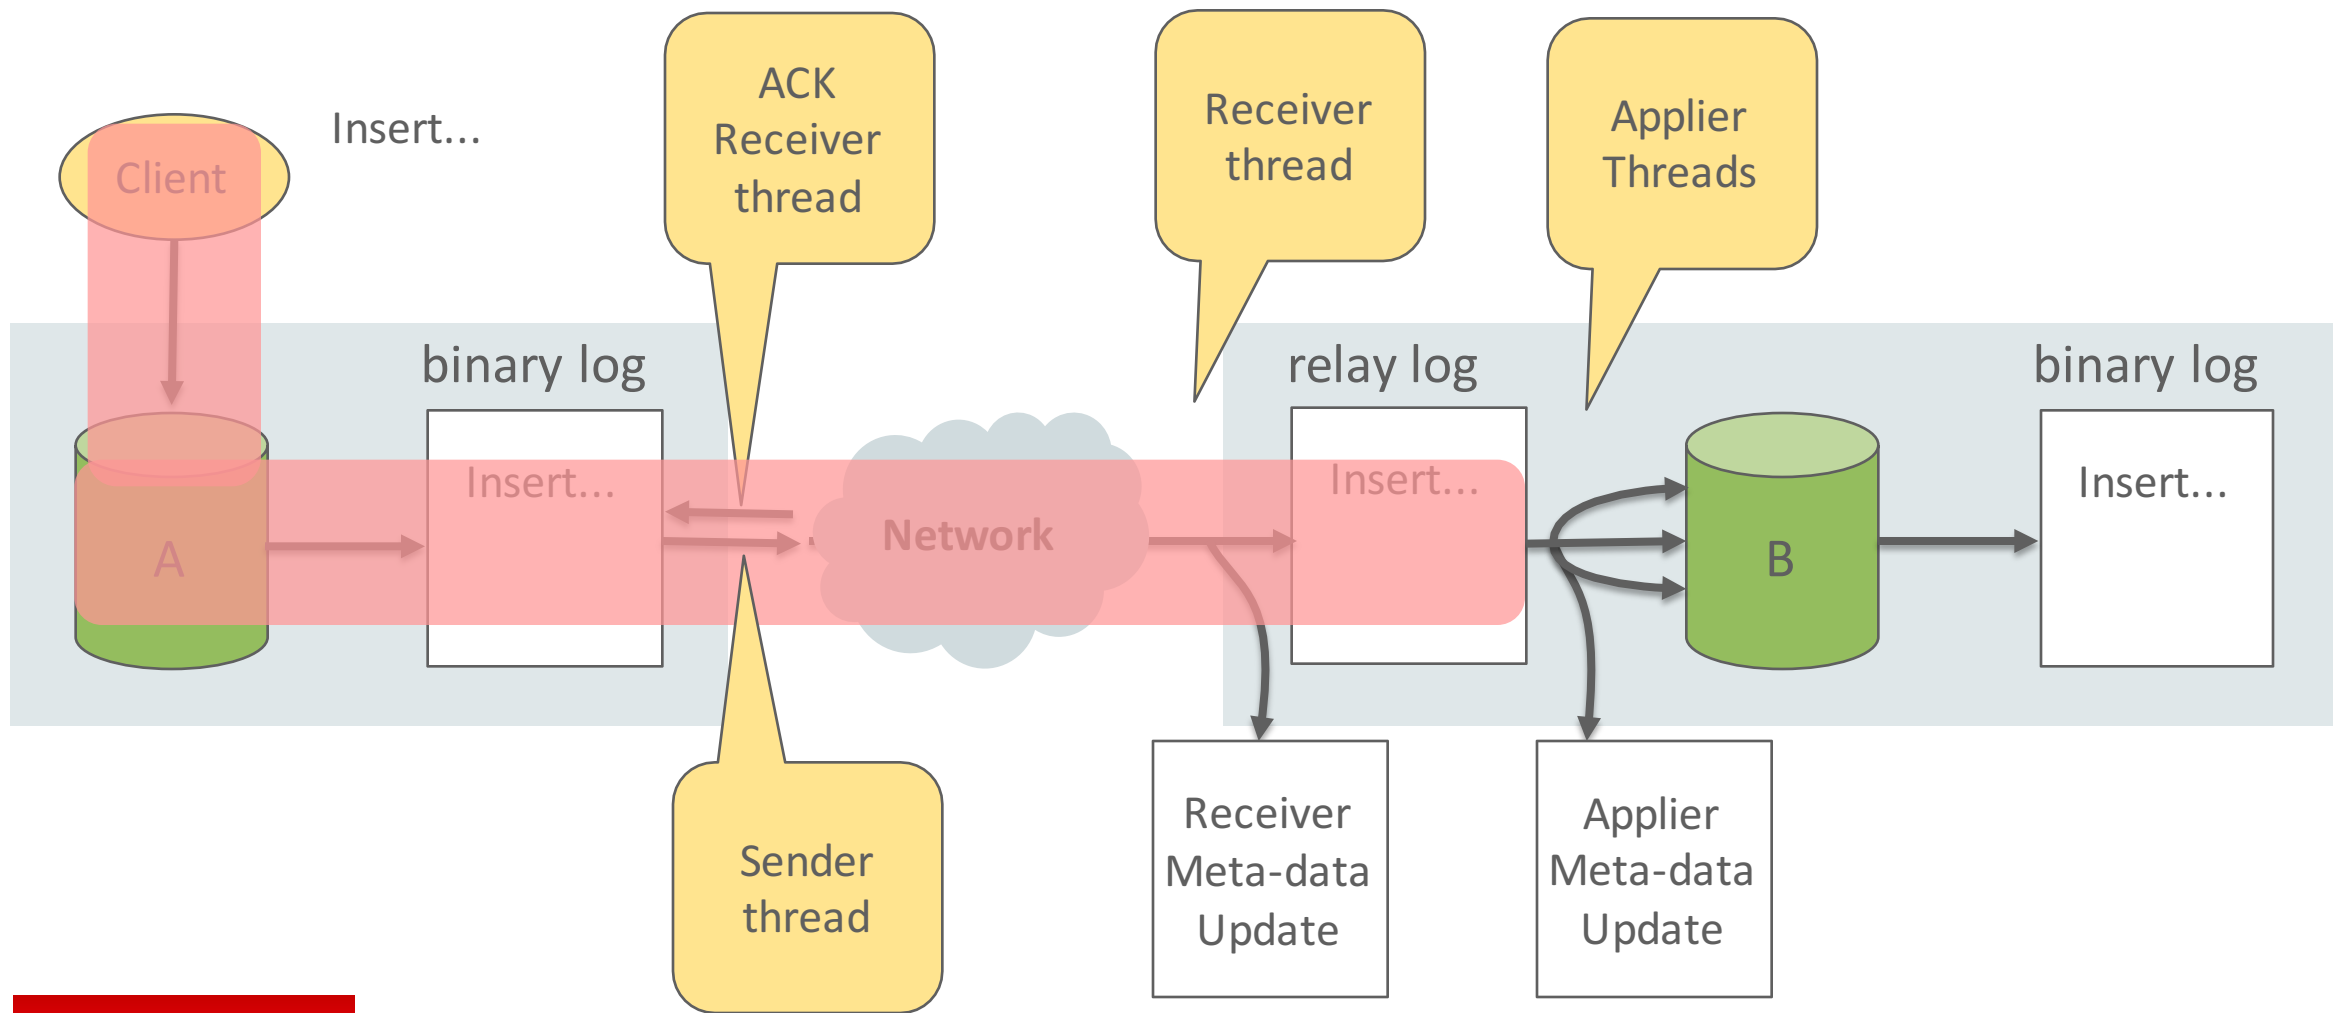 Client
Insert...
ACK
Receiver
thread
Receiver
thread
Applier
Threads
binary log
relay log
binary log
Insert...
Insert...
Insert...
Network
A
B
Sender
thread
Receiver
Meta-data
Update
Applier
Meta-data
Update